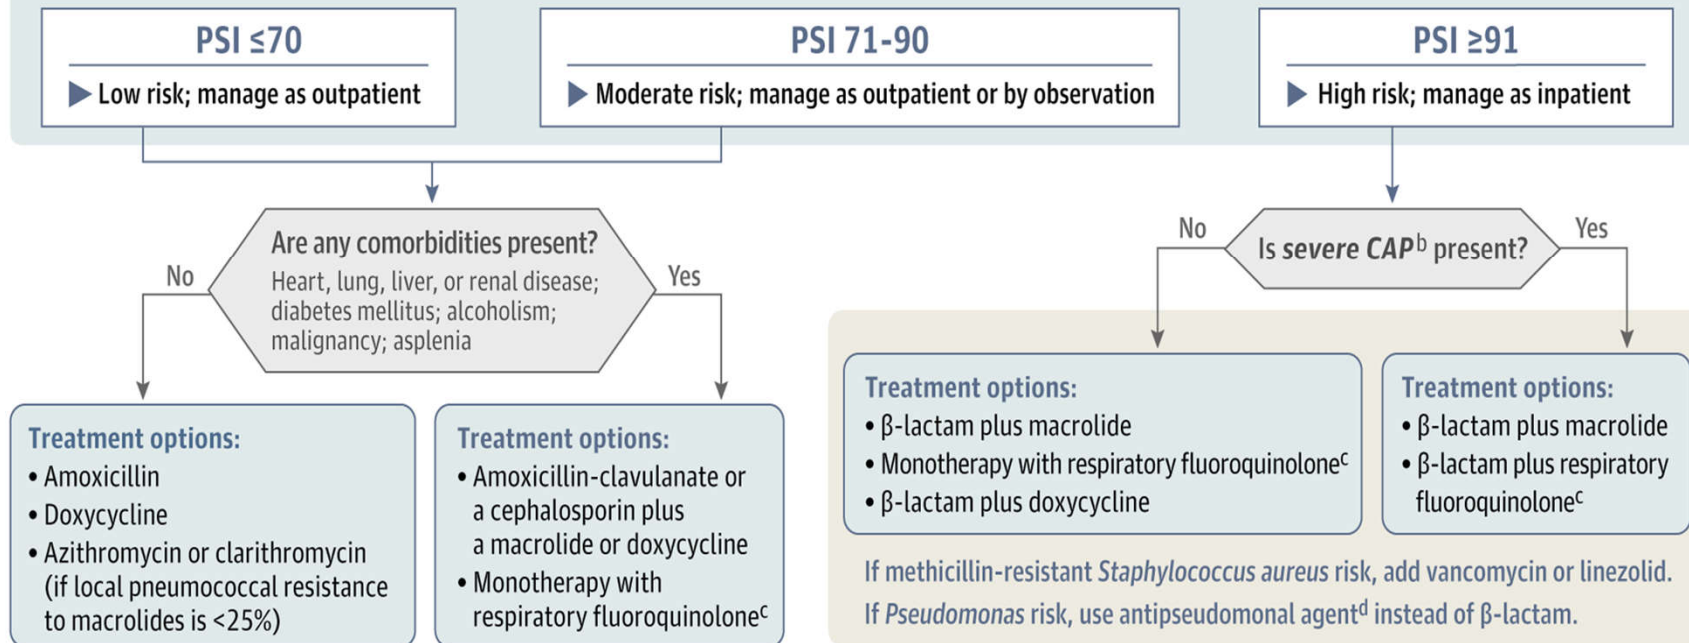 PSI ≤70
▶ Low risk; manage as outpatient
PSI 71-90
▶ Moderate risk; manage as outpatient or by observation
PSI ≥91
▶ High risk; manage as inpatient
Are any comorbidities present?
Heart, lung, liver, or renal disease;
diabetes mellitus; alcoholism;
malignancy; asplenia
No
Yes
Is severe CAPᵇ present?
No
Yes
Treatment options:
• Amoxicillin
• Doxycycline
• Azithromycin or clarithromycin
(if local pneumococcal resistance
to macrolides is <25%)
Treatment options:
• Amoxicillin-clavulanate or
a cephalosporin plus
a macrolide or doxycycline
• Monotherapy with
respiratory fluoroquinoloneᶜ
Treatment options:
• β-lactam plus macrolide
• Monotherapy with respiratory fluoroquinoloneᶜ
• β-lactam plus doxycycline
Treatment options:
• β-lactam plus macrolide
• β-lactam plus respiratory
fluoroquinoloneᶜ
If methicillin-resistant Staphylococcus aureus risk, add vancomycin or linezolid.
If Pseudomonas risk, use antipseudomonal agentᵈ instead of β-lactam.